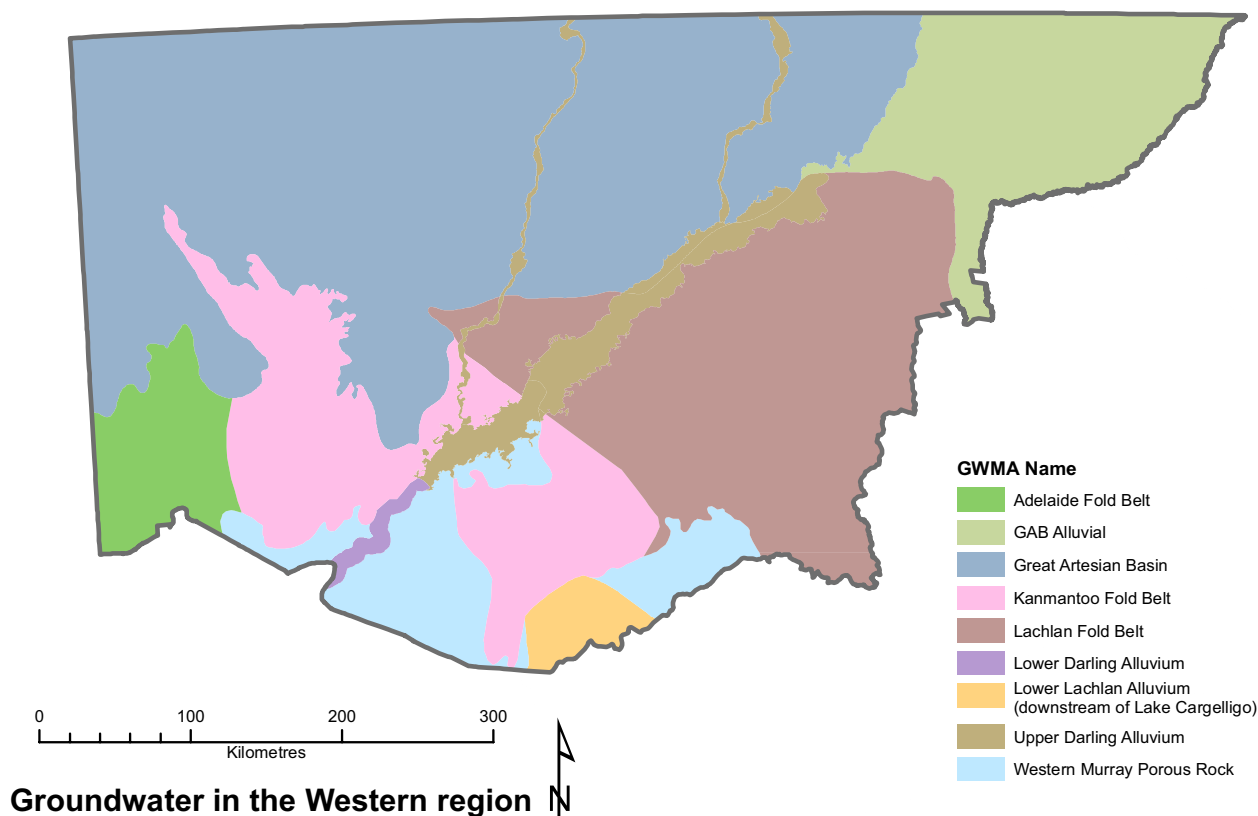 GWMA Name
Adelaide Fold Belt
GAB Alluvial
Great Artesian Basin
Kanmantoo Fold Belt
Lachlan Fold Belt
Lower Darling Alluvium
Lower Lachlan Alluvium
(downstream of Lake Cargelligo)
Upper Darling Alluvium
Western Murray Porous Rock
0 100 200 300
Kilometres
Groundwater in the Western region N